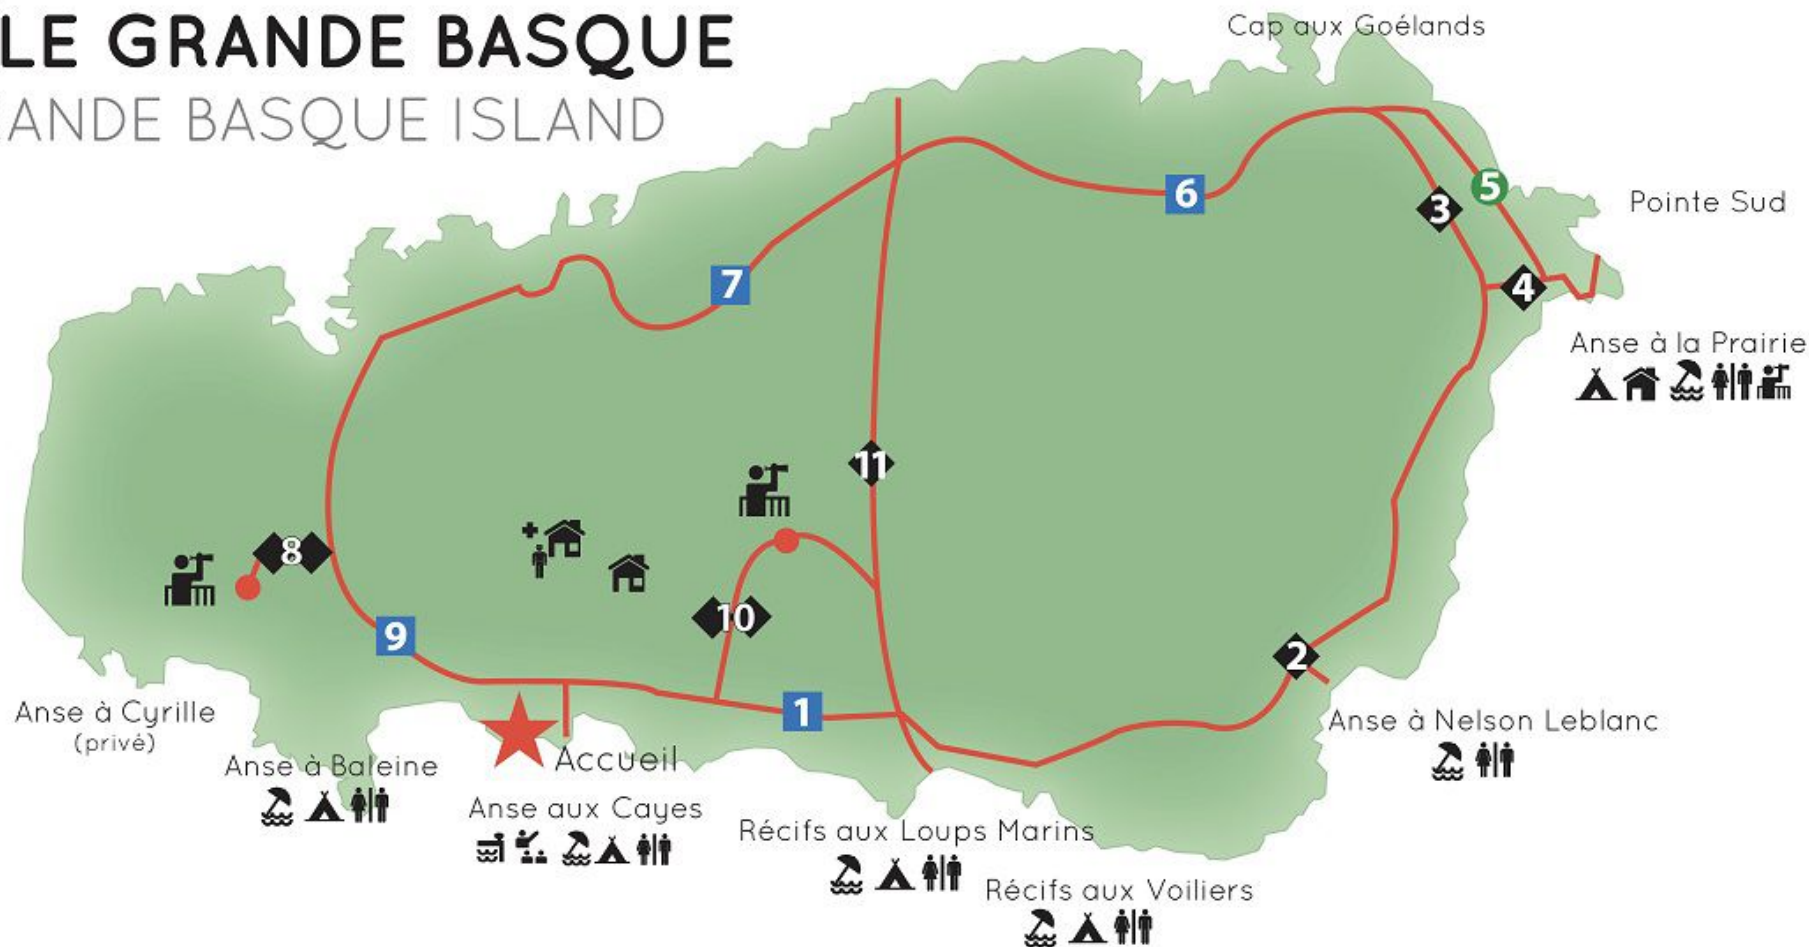 LE GRANDE BASQUE
ANDE BASQUE ISLAND
Cap aux Goélands
Pointe Sud
6
5
3
7
4
Anse à la Prairie
11
8
10
9
2
1
Anse à Cyrille
(privé)
Anse à Nelson Leblanc
Anse à Baleine
Accueil
Anse aux Cayes
Récifs aux Loups Marins
Récifs aux Voiliers